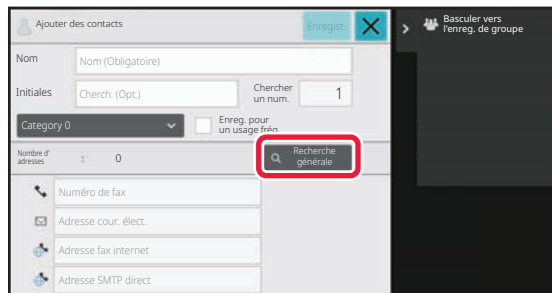 Ajouter des contacts
Enregist.
Basculer vers
l'enreg. de groupe
Nom
Nom (Obligatoire)
Initiales
Cherch. (Opt.)
Chercher
un num.
1
Category 0
Enreg. pour
un usage fréq
Nombre d'
adresses
:
0
Recherche
générale
Numéro de fax
Adresse cour. élect.
Adresse fax internet
Adresse SMTP direct